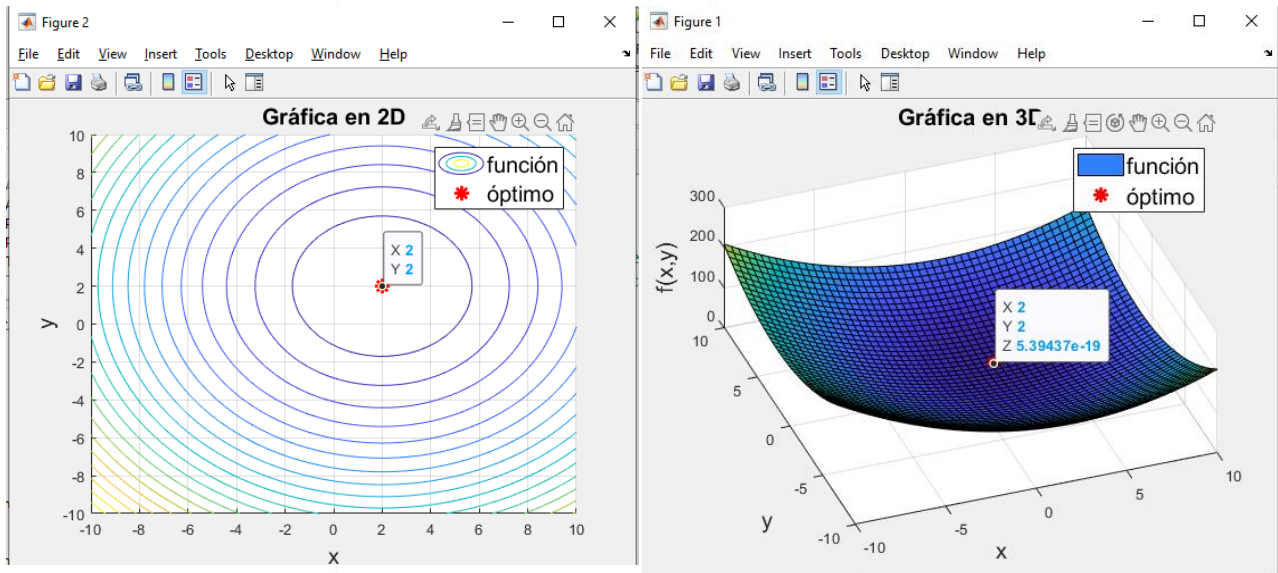 Figure 2
File Edit View Insert Tools Desktop Window Help
Gráfica en 2D
función
óptimo
X 2
Y 2
10
8
6
4
2
0
-2
-4
-6
-8
-10
y
-10 -8 -6 -4 -2 0 2 4 6 8 10
x
Figure 1
File Edit View Insert Tools Desktop Window Help
Gráfica en 3D
función
óptimo
X 2
Y 2
Z 5.39437e-19
300
200
100
0
f(x,y)
10
5
0
-5
-10
y
-10
-5
0
5
10
x